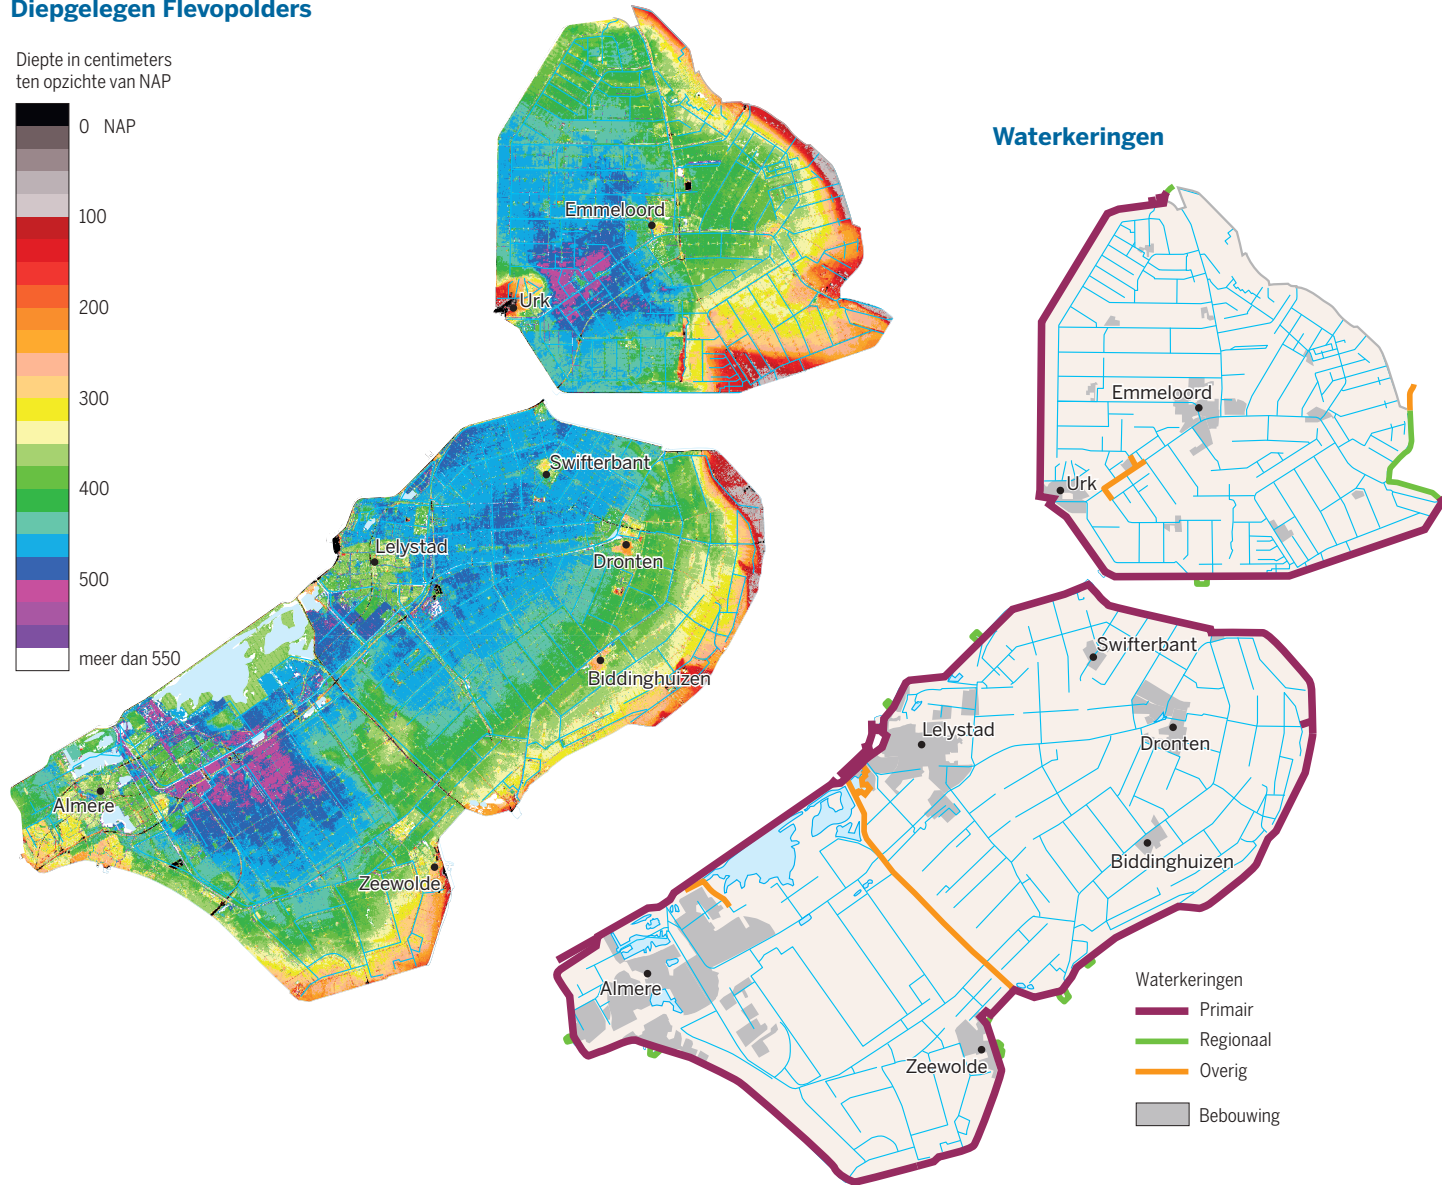 Diepgelegen Flevopolders
Diepte in centimeters
ten opzichte van NAP
0 NAP
100
200
300
400
500
meer dan 550
Emmeloord
Urk
Swifterbant
Lelystad
Dronten
Biddinghuizen
Almere
Zeewolde
Waterkeringen
Emmeloord
Urk
Swifterbant
Lelystad
Dronten
Biddinghuizen
Almere
Zeewolde
Waterkeringen
Primair
Regionaal
Overig
Bebouwing